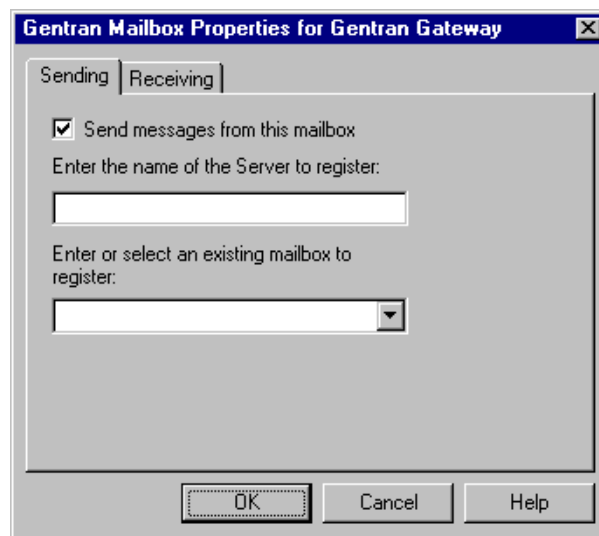 Gentran Mailbox Properties for Gentran Gateway
Sending
Receiving
Send messages from this mailbox
Enter the name of the Server to register:
Enter or select an existing mailbox to
register:
OK
Cancel
Help